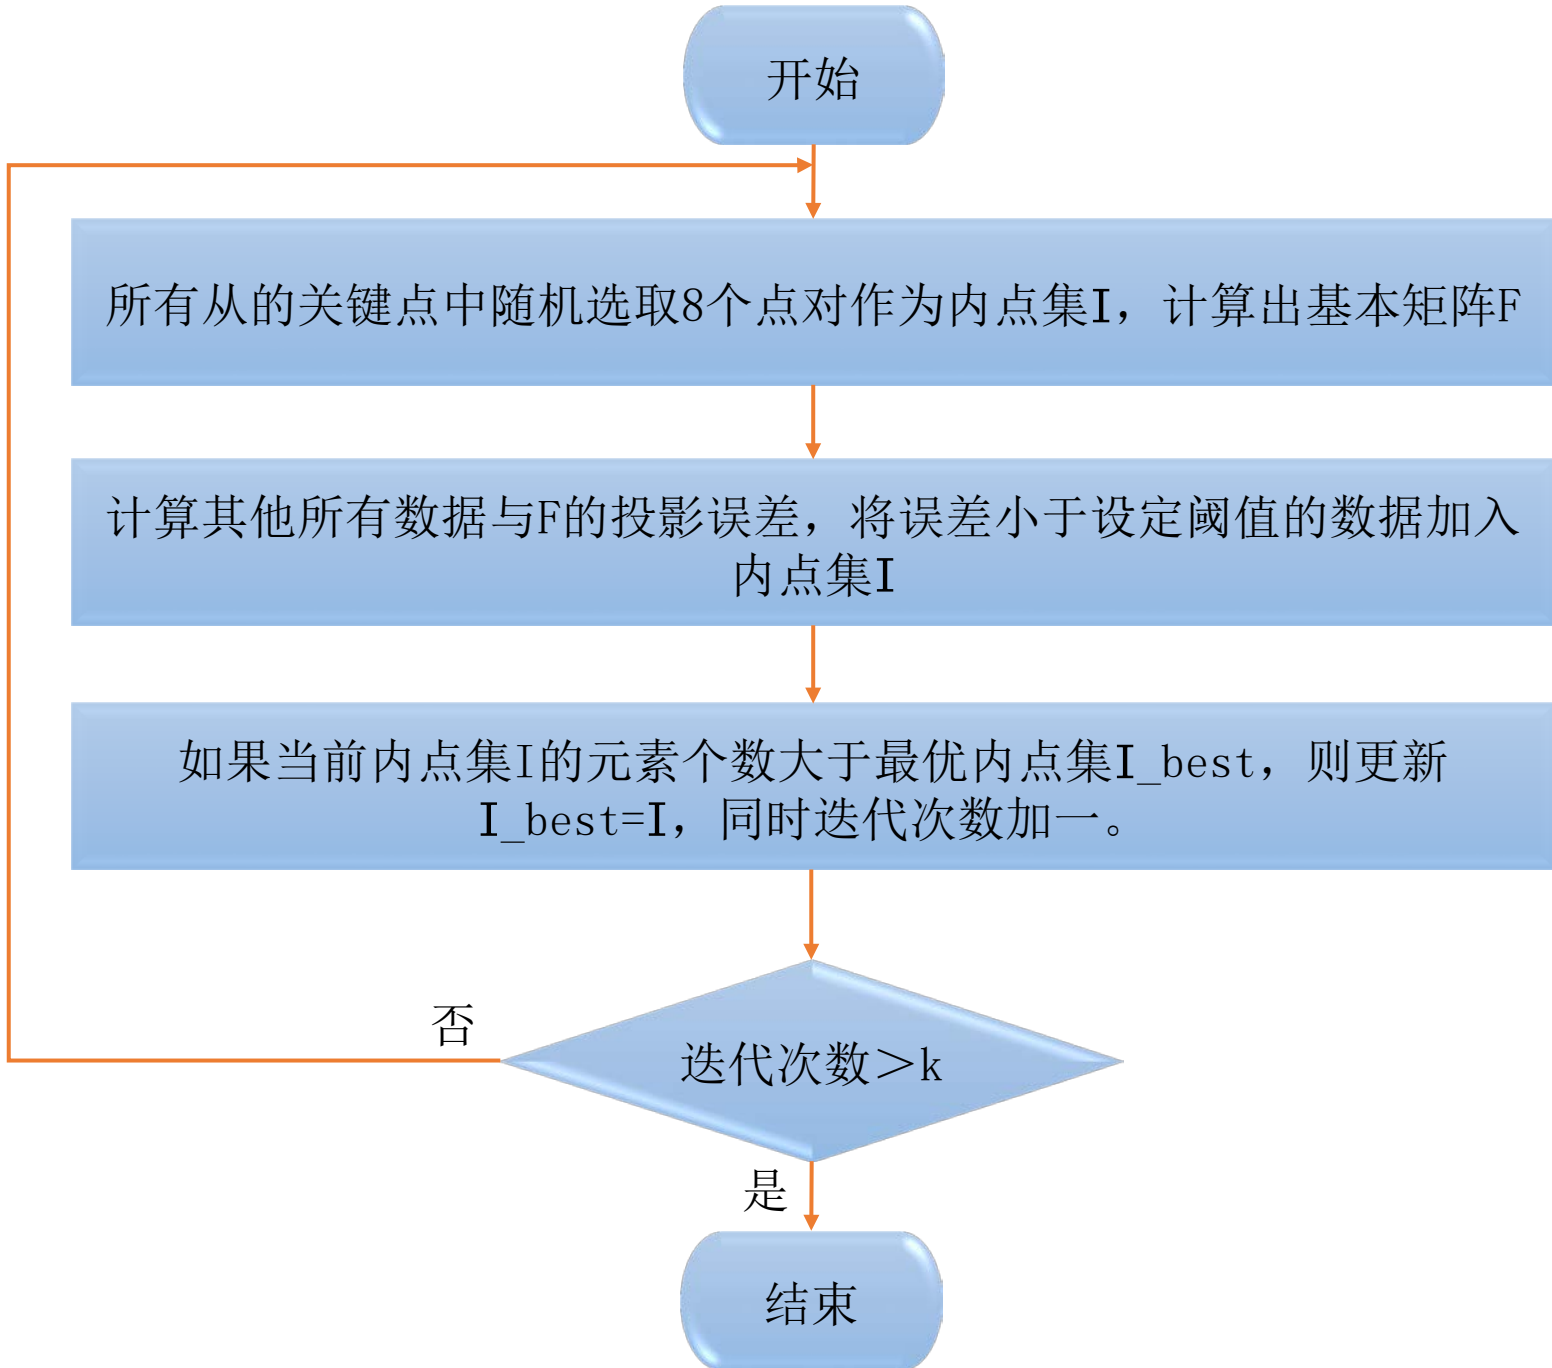 开始
所有从的关键点中随机选取8个点对作为内点集I，计算出基本矩阵F
计算其他所有数据与F的投影误差，将误差小于设定阈值的数据加入
内点集I
如果当前内点集I的元素个数大于最优内点集I_best，则更新
I_best=I，同时迭代次数加一。
否
迭代次数＞k
是
结束